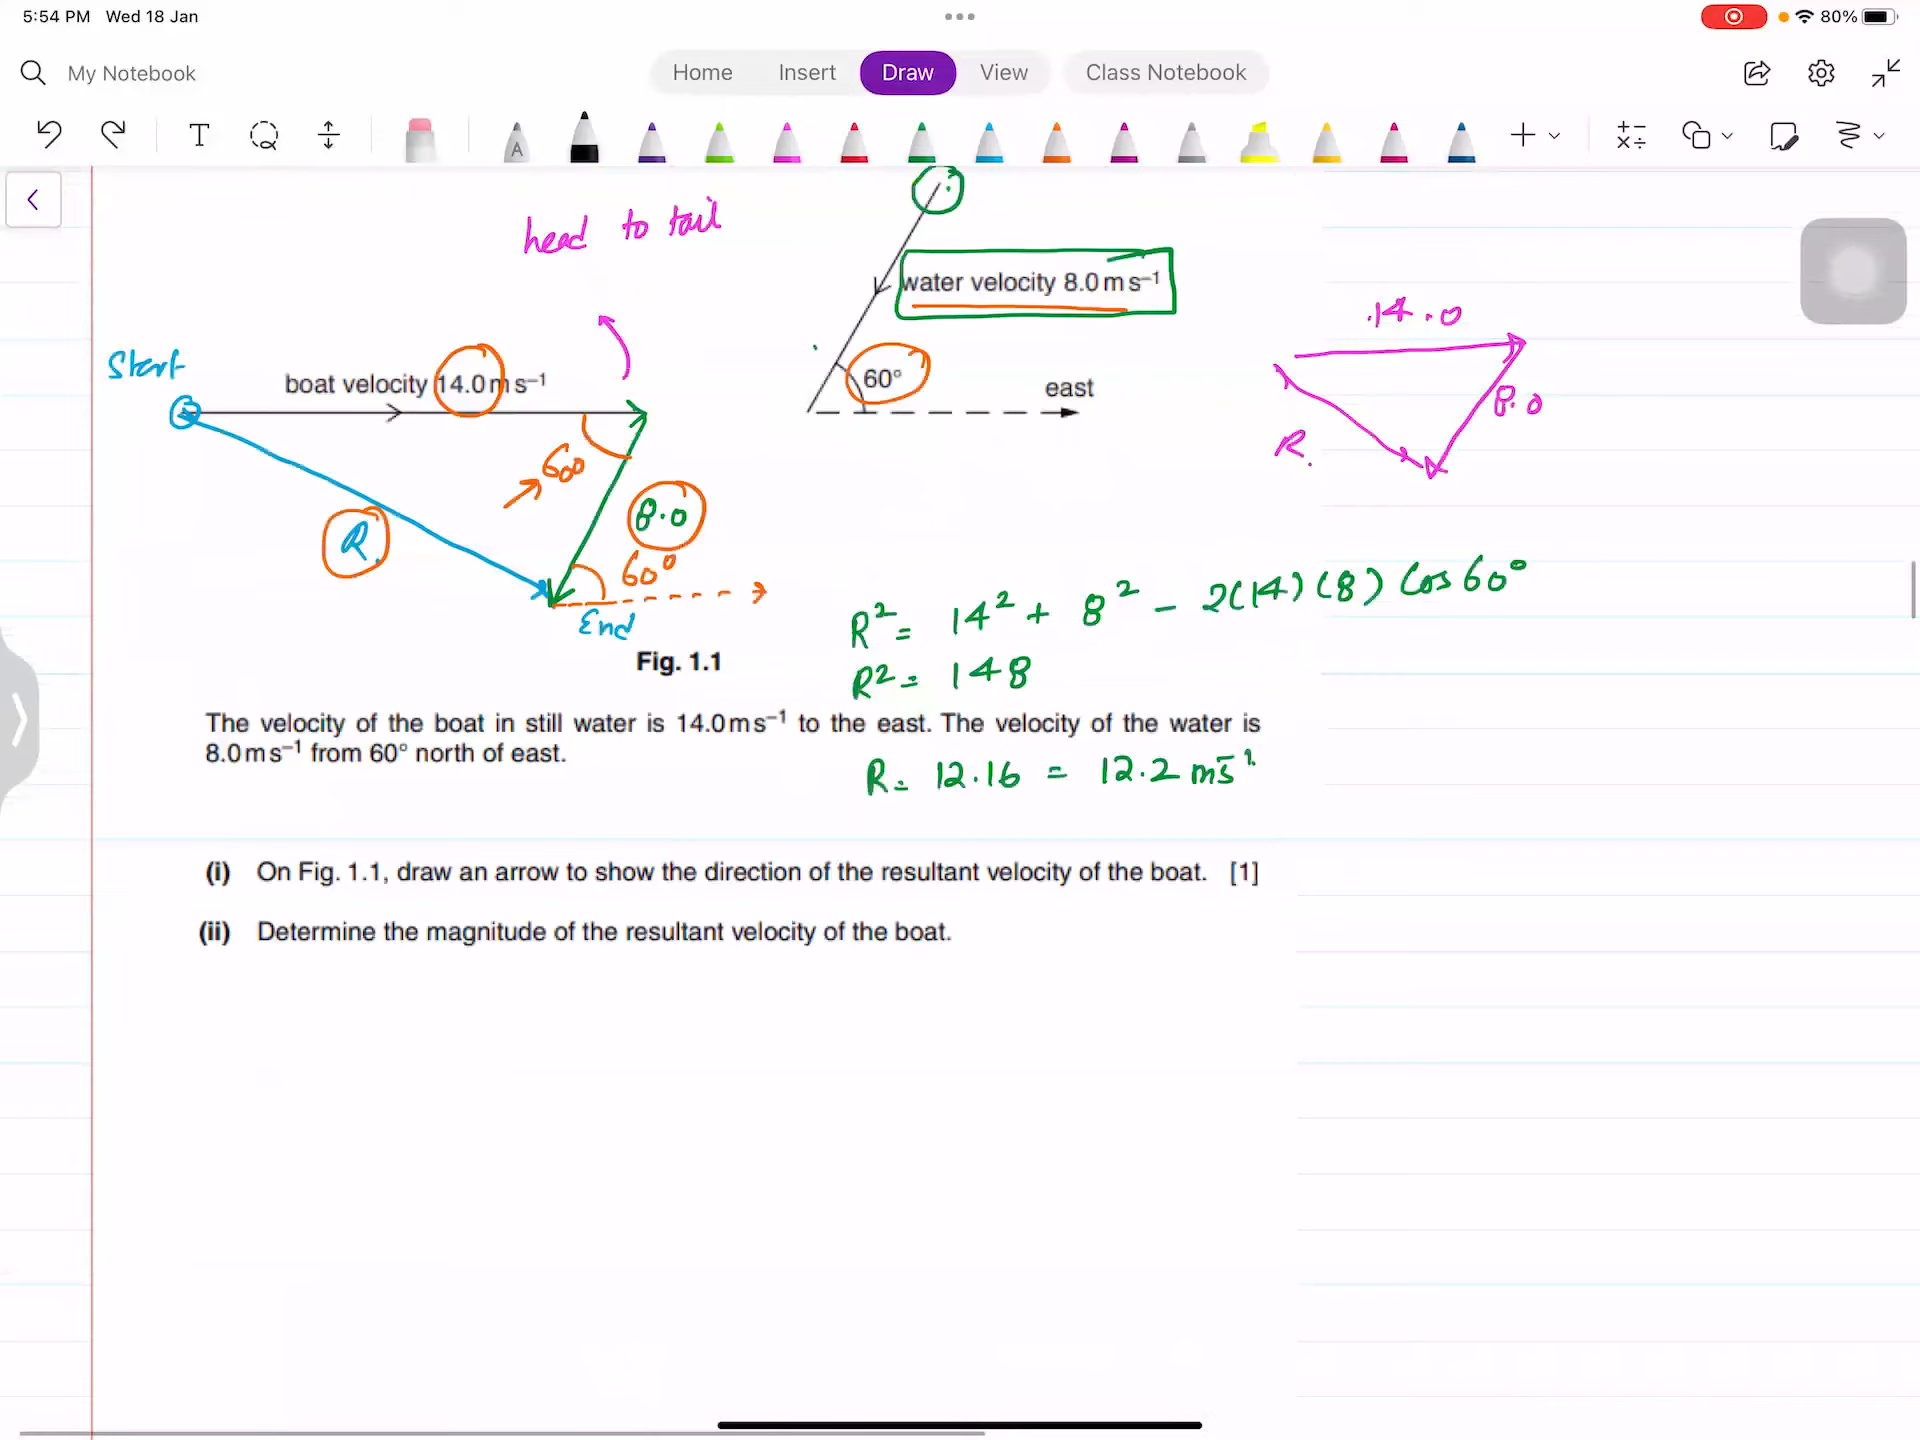 5:54 PM Wed 18 Jan
80%
My Notebook
Home Insert Draw View Class Notebook
T
A
head to tail
water velocity 8.0 m s⁻¹
14.0
Start
boat velocity 14.0 m s⁻¹
60°
east
8.0
R.
60°
8.0
R.
60°
End
R² = 14² + 8² - 2(14)(8) Cos 60°
Fig. 1.1
R² = 148
The velocity of the boat in still water is 14.0 m s⁻¹ to the east. The velocity of the water is
8.0 m s⁻¹ from 60° north of east.
R = 12.16 = 12.2 ms⁻¹.
(i) On Fig. 1.1, draw an arrow to show the direction of the resultant velocity of the boat. [1]
(ii) Determine the magnitude of the resultant velocity of the boat.